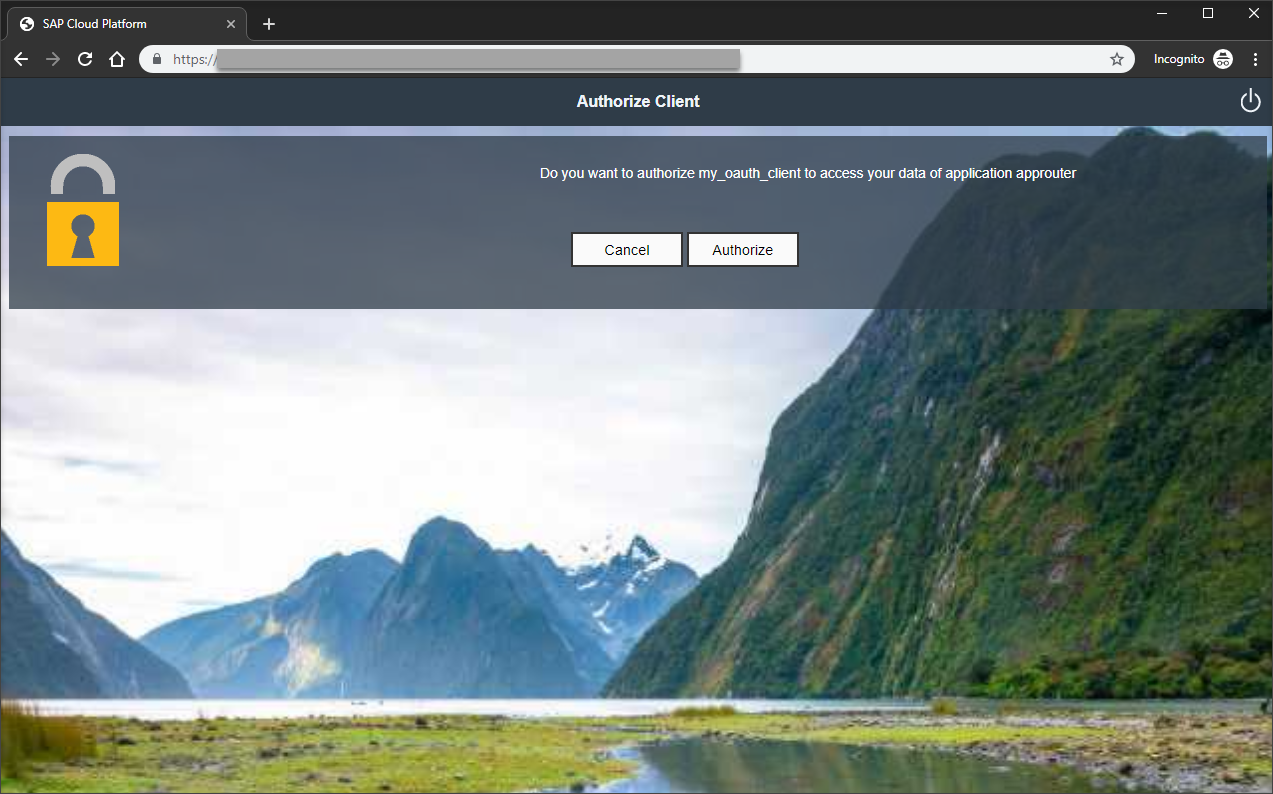 SAP Cloud Platform
https://
Incognito
Authorize Client
Do you want to authorize my_oauth_client to access your data of application approuter
Cancel
Authorize